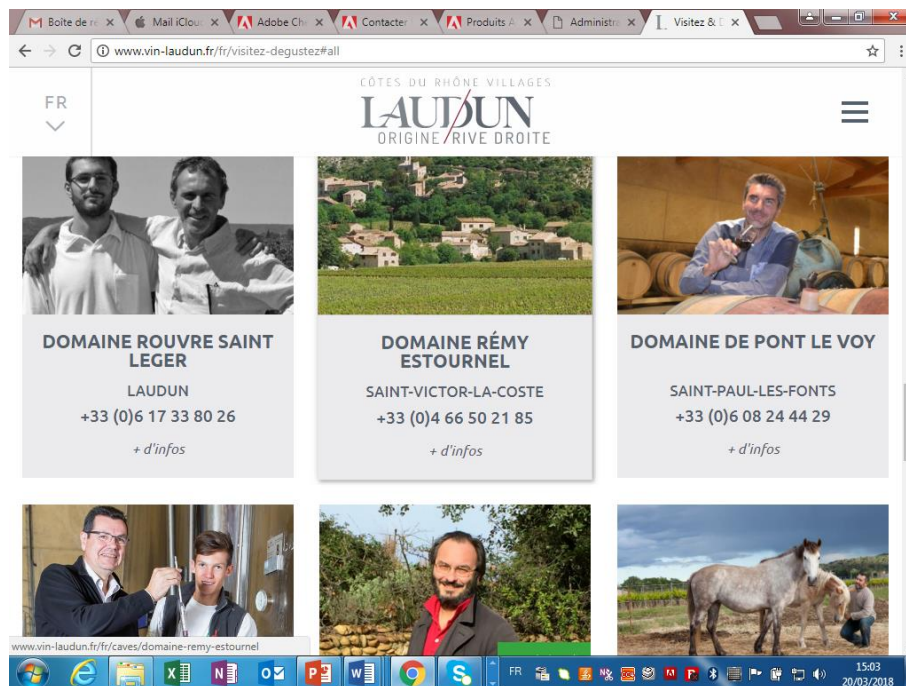 Boîte de ré
Mail iClouc
Adobe Che
Contacter
Produits A
Administra
Visitez & D
www.vin-laudun.fr/fr/visitez-degustez#all
FR
CÔTES DU RHÔNE VILLAGES
LAUDUN
ORIGINE/RIVE DROITE
DOMAINE ROUVRE SAINT
LEGER
LAUDUN
+33 (0)6 17 33 80 26
+ d'infos
DOMAINE RÉMY
ESTOURNEL
SAINT-VICTOR-LA-COSTE
+33 (0)4 66 50 21 85
+ d'infos
DOMAINE DE PONT LE VOY
SAINT-PAUL-LES-FONTS
+33 (0)6 08 24 44 29
+ d'infos
www.vin-laudun.fr/fr/caves/domaine-remy-estournel
FR
15:03
20/03/2018